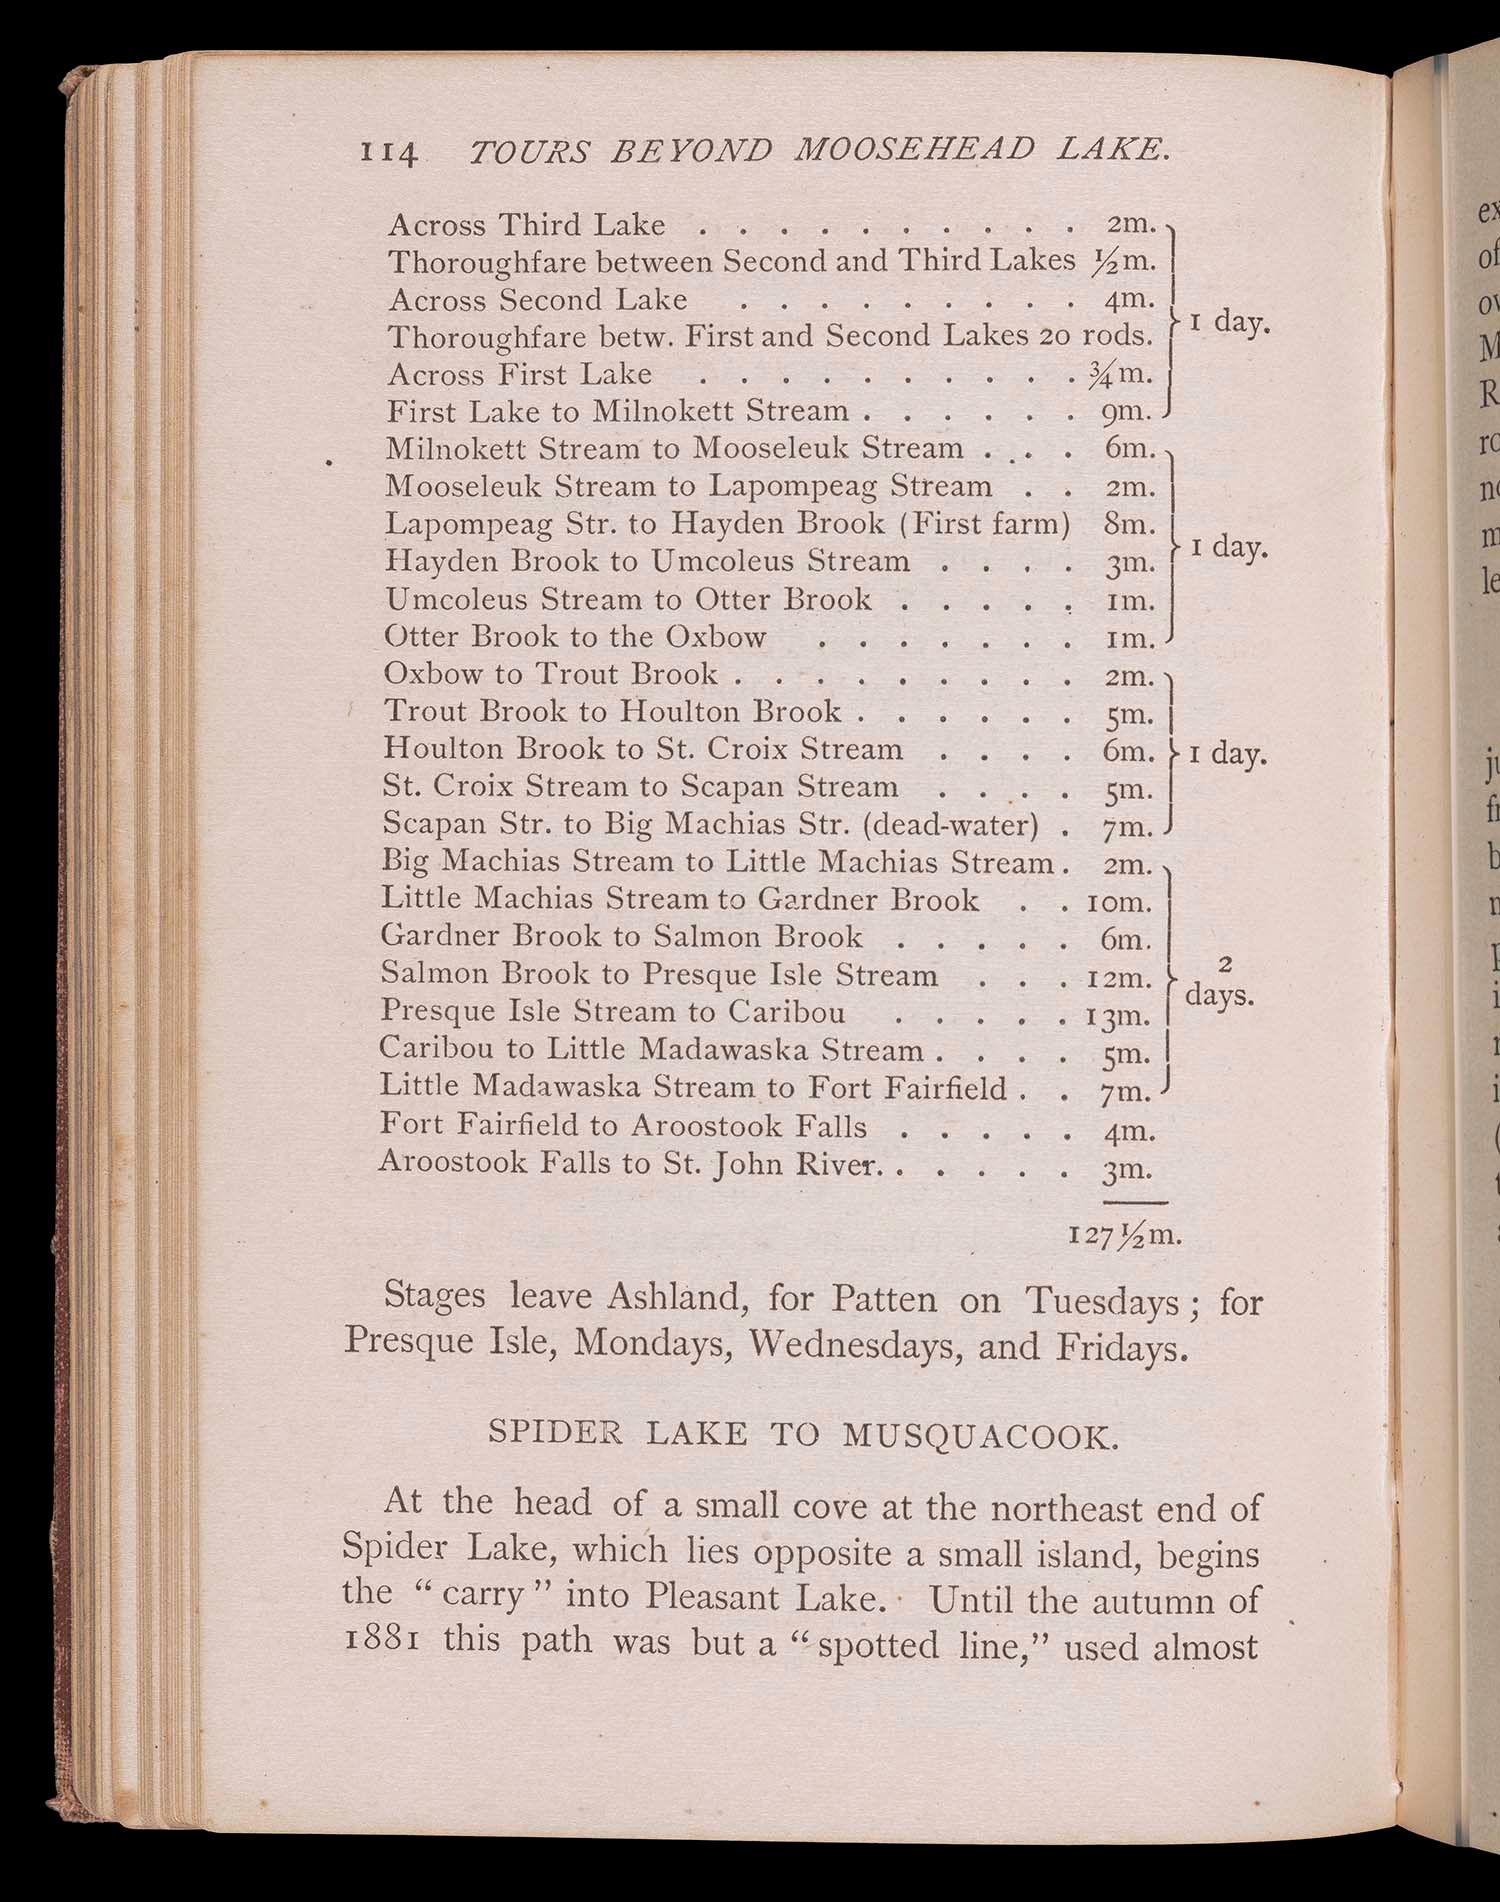 114 TOURS BEYOND MOOSEHEAD LAKE.
Across Third Lake . . . . . . . . . . 2m.
Thoroughfare between Second and Third Lakes ½m.
Across Second Lake . . . . . . . . . 4m.
Thoroughfare betw. First and Second Lakes 20 rods. } 1 day.
Across First Lake . . . . . . . . . . ¾m.
First Lake to Milnokett Stream . . . . . . 9m.
Milnokett Stream to Mooseleuk Stream . . . 6m.
Mooseleuk Stream to Lapompeag Stream . . 2m.
Lapompeag Str. to Hayden Brook (First farm) 8m. } 1 day.
Hayden Brook to Umcoleus Stream . . . . 3m.
Umcoleus Stream to Otter Brook . . . . . 1m.
Otter Brook to the Oxbow . . . . . . . 1m.
Oxbow to Trout Brook . . . . . . . . . 2m.
Trout Brook to Houlton Brook . . . . . . 5m.
Houlton Brook to St. Croix Stream . . . . 6m. } 1 day.
St. Croix Stream to Scapan Stream . . . . 5m.
Scapan Str. to Big Machias Str. (dead-water) . 7m.
Big Machias Stream to Little Machias Stream . 2m.
Little Machias Stream to Gardner Brook . . 10m.
Gardner Brook to Salmon Brook . . . . . 6m.
Salmon Brook to Presque Isle Stream . . . 12m. } 2 days.
Presque Isle Stream to Caribou . . . . . 13m.
Caribou to Little Madawaska Stream . . . . 5m.
Little Madawaska Stream to Fort Fairfield . . 7m.
Fort Fairfield to Aroostook Falls . . . . . 4m.
Aroostook Falls to St. John River. . . . . . 3m.
127½m.
Stages leave Ashland, for Patten on Tuesdays; for
Presque Isle, Mondays, Wednesdays, and Fridays.
SPIDER LAKE TO MUSQUACOOK.
At the head of a small cove at the northeast end of
Spider Lake, which lies opposite a small island, begins
the "carry" into Pleasant Lake. Until the autumn of
1881 this path was but a "spotted line," used almost